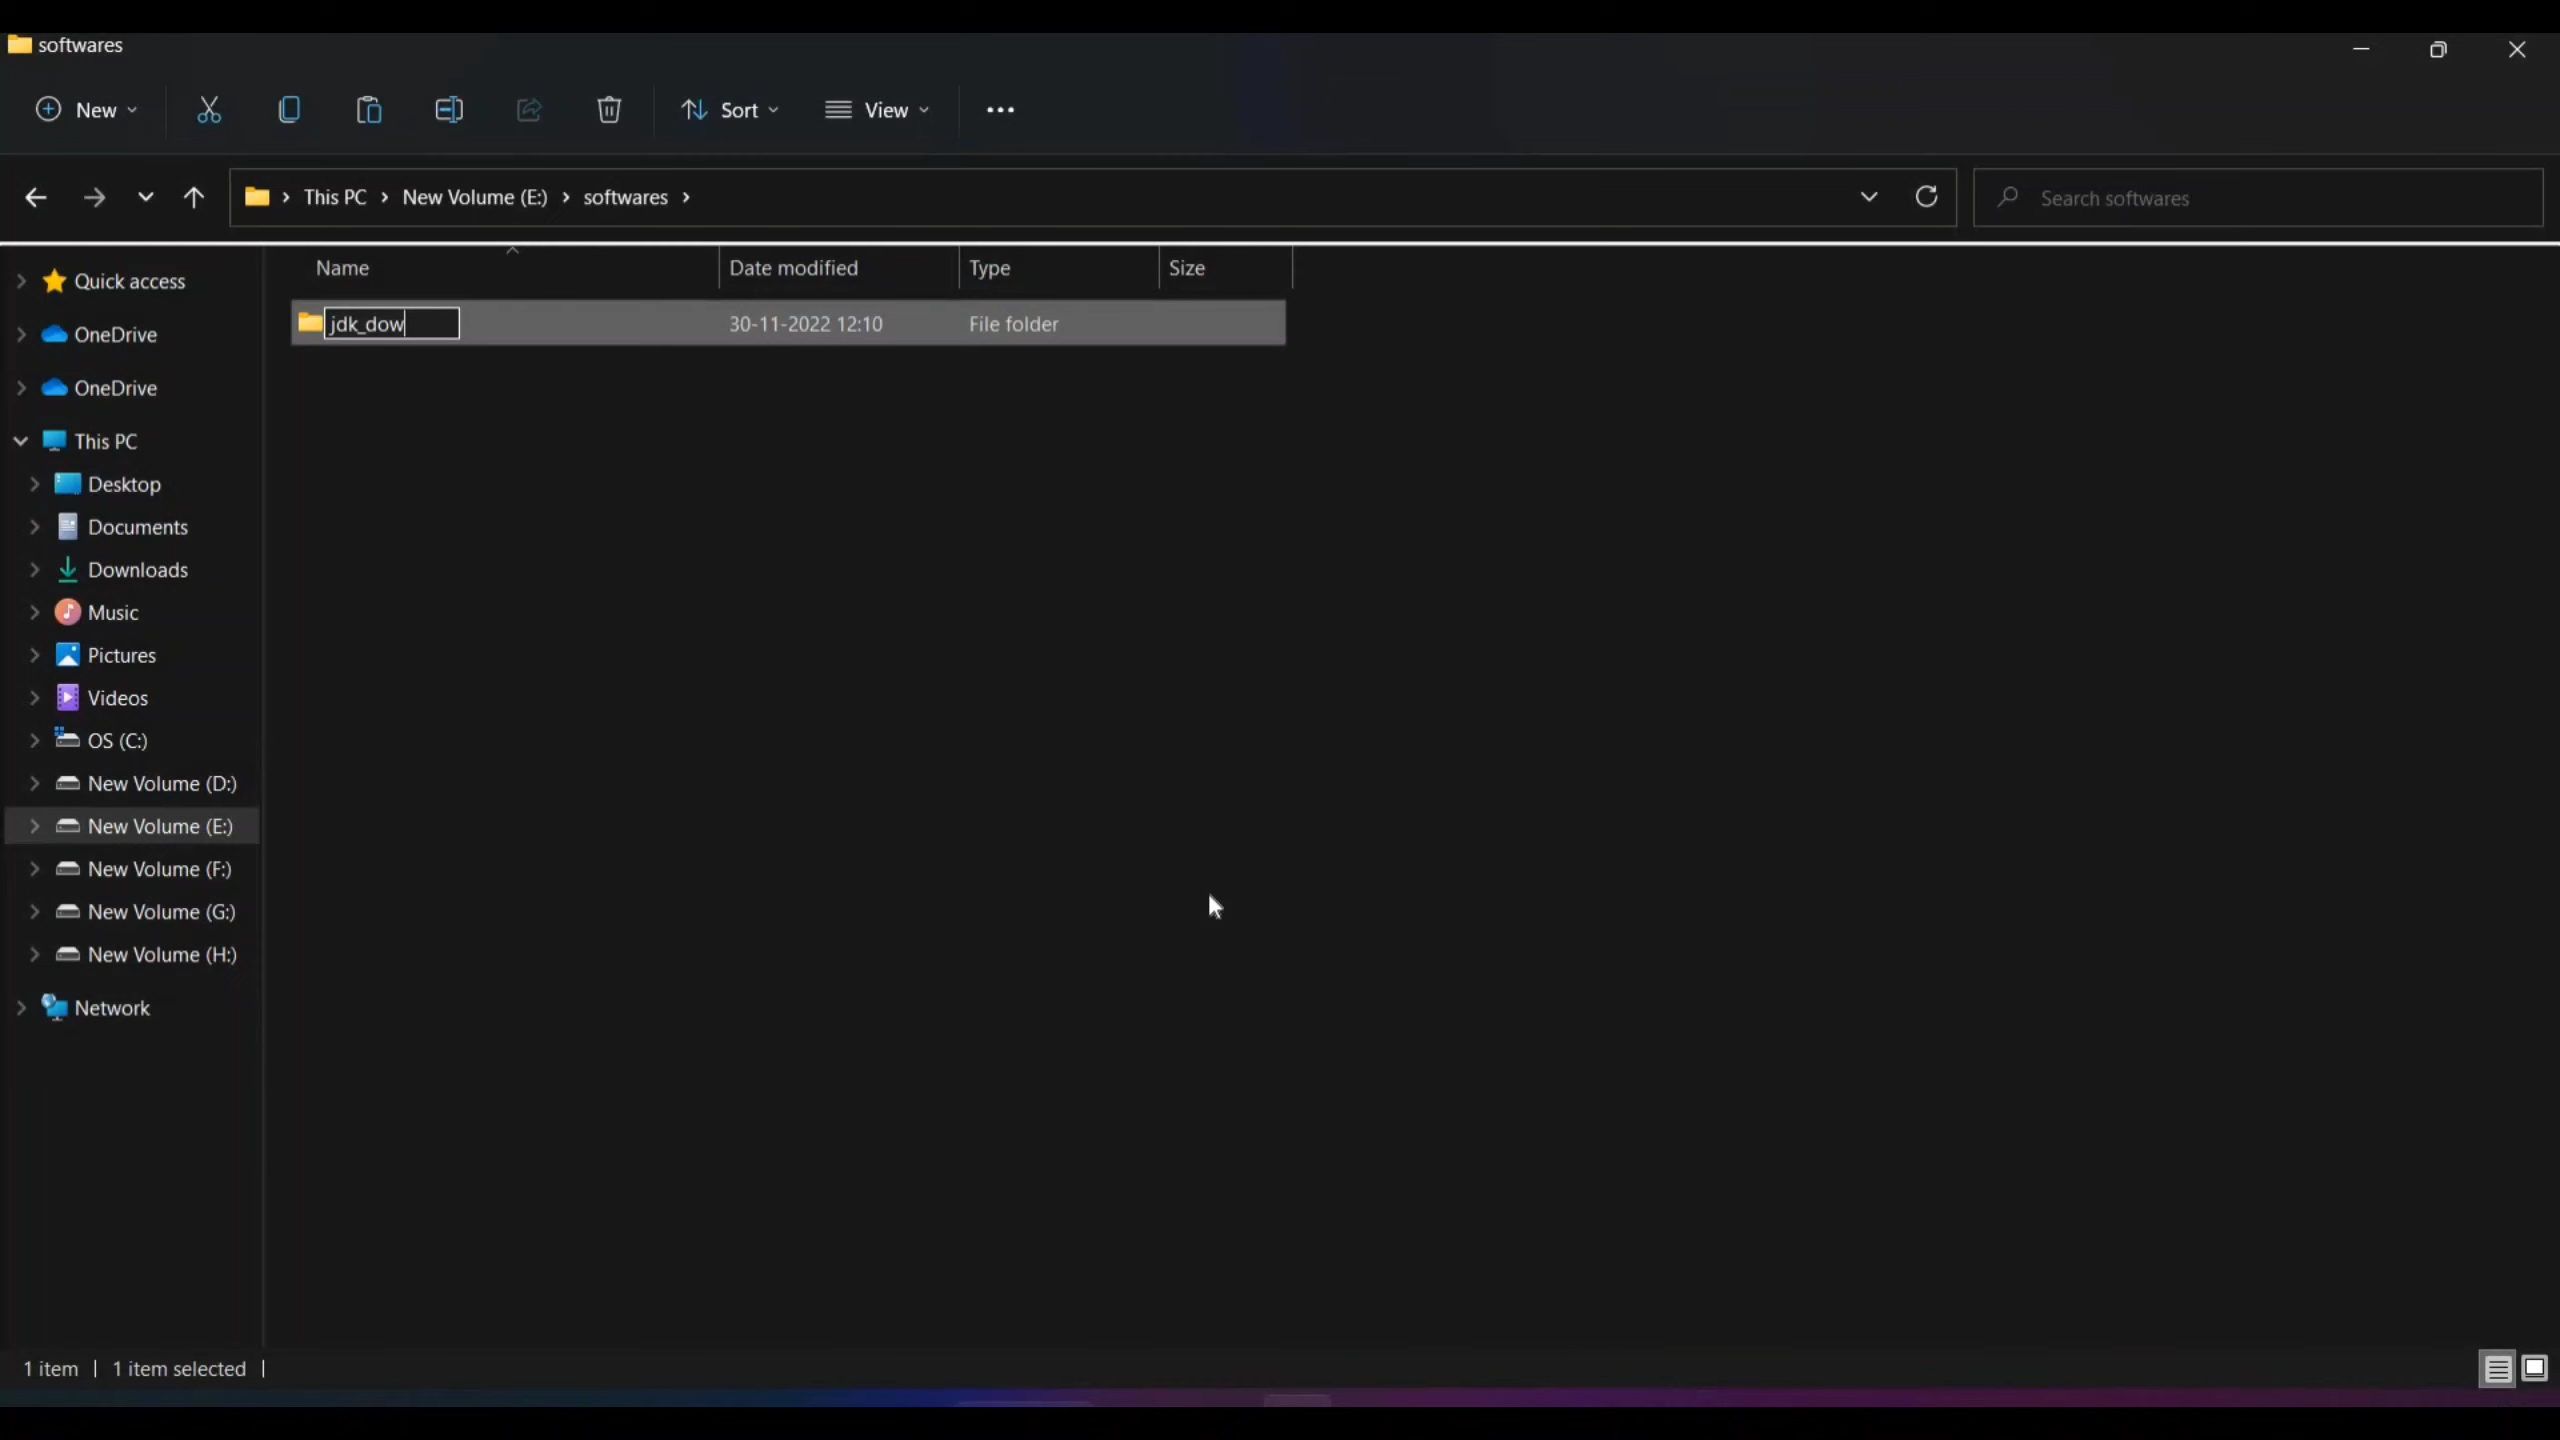 softwares
New
Sort
View
This PC > New Volume (E:) > softwares >
Search softwares
Name
Date modified
Type
Size
jdk_dow
30-11-2022 12:10
File folder
Quick access
OneDrive
OneDrive
This PC
Desktop
Documents
Downloads
Music
Pictures
Videos
OS (C:)
New Volume (D:)
New Volume (E:)
New Volume (F:)
New Volume (G:)
New Volume (H:)
Network
1 item | 1 item selected |